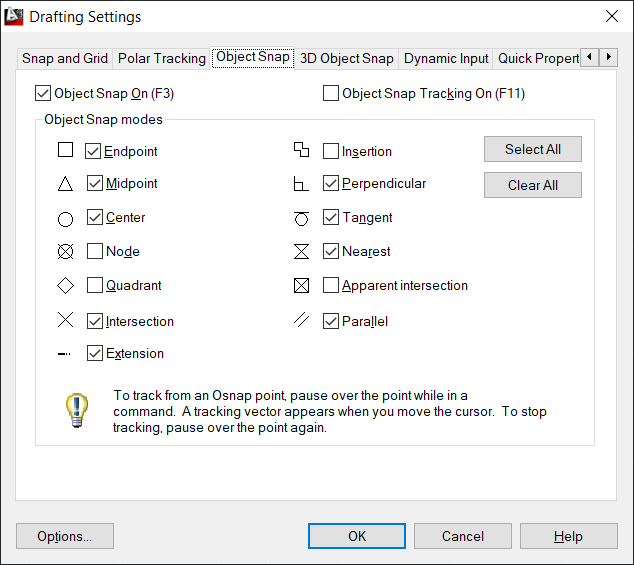 Drafting Settings
Snap and Grid Polar Tracking Object Snap 3D Object Snap Dynamic Input Quick Propert
Object Snap On (F3) Object Snap Tracking On (F11)
Object Snap modes
Endpoint Insertion Select All
Midpoint Perpendicular Clear All
Center Tangent
Node Nearest
Quadrant Apparent intersection
Intersection Parallel
Extension
To track from an Osnap point, pause over the point while in a
command. A tracking vector appears when you move the cursor. To stop
tracking, pause over the point again.
Options... OK Cancel Help